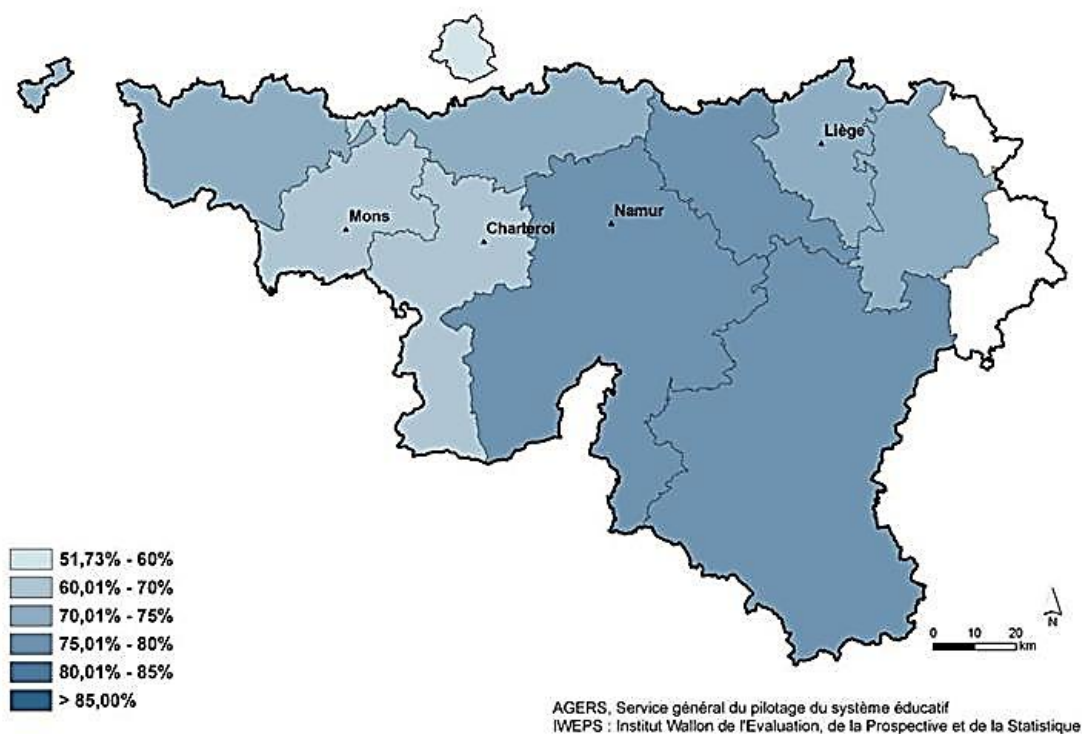 Liège
Mons
Namur
Charleroi
51,73% - 60%
60,01% - 70%
70,01% - 75%
75,01% - 80%
80,01% - 85%
> 85,00%
N
0 10 20
km
AGERS, Service général du pilotage du système éducatif
IWEPS : Institut Wallon de l'Evaluation, de la Prospective et de la Statistique